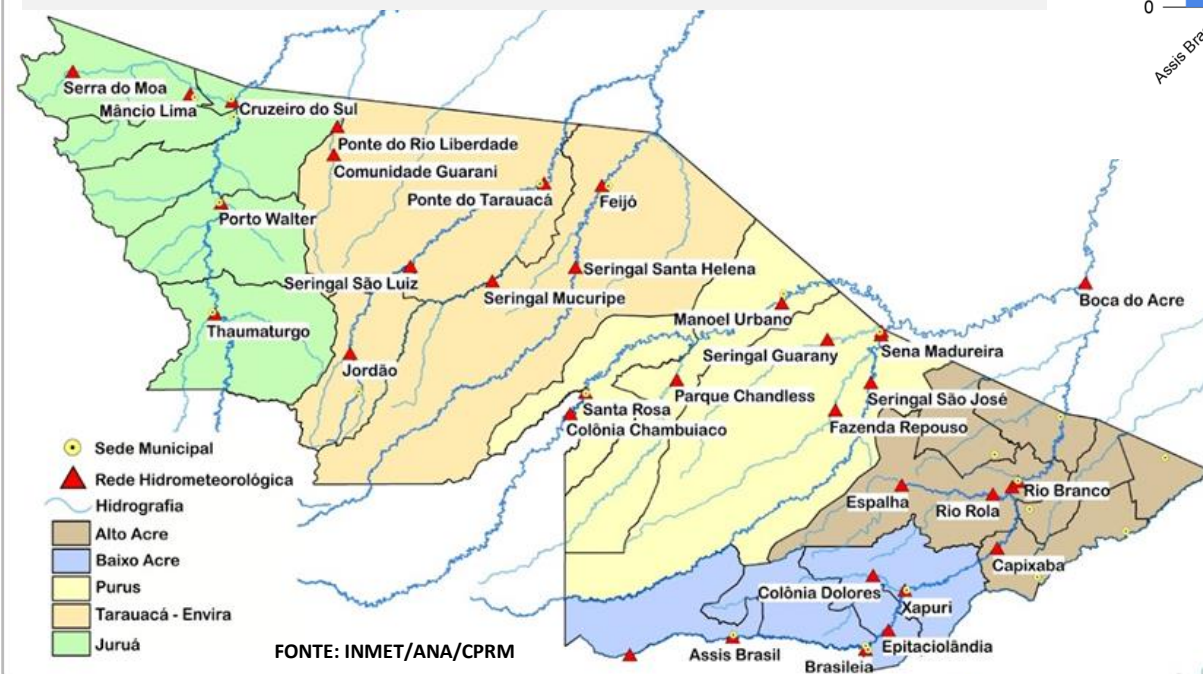 0
Assis Bra
Serra do Moa
Mâncio Lima
Cruzeiro do Sul
Ponte do Rio Liberdade
Comunidade Guarani
Ponte do Tarauacá
Feijó
Porto Walter
Seringal São Luiz
Seringal Santa Helena
Seringal Mucuripe
Boca do Acre
Manoel Urbano
Thaumaturgo
Seringal Guarany
Sena Madureira
Jordão
Parque Chandless
Seringal São José
Santa Rosa
Colônia Chambuiaco
Fazenda Repouso
Sede Municipal
Rede Hidrometeorológica
Hidrografia
Alto Acre
Baixo Acre
Purus
Tarauacá - Envira
Juruá
Espalha
Rio Rola
Rio Branco
Capixaba
Colônia Dolores
Xapuri
Epitaciolândia
Assis Brasil
Brasileia
FONTE: INMET/ANA/CPRM